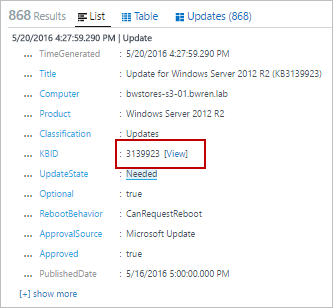 868 Results List Table Updates (868)
5/20/2016 4:27:59.290 PM | Update
... TimeGenerated : 5/20/2016 4:27:59.290 PM
... Title : Update for Windows Server 2012 R2 (KB3139923)
... Computer : bwstores-s3-01.bwren.lab
... Product : Windows Server 2012 R2
... Classification : Updates
... KBID : 3139923 [View]
... UpdateState : Needed
... Optional : true
... RebootBehavior : CanRequestReboot
... ApprovalSource : Microsoft Update
... Approved : true
... PublishedDate : 5/16/2016 5:00:00.000 PM
[+] show more